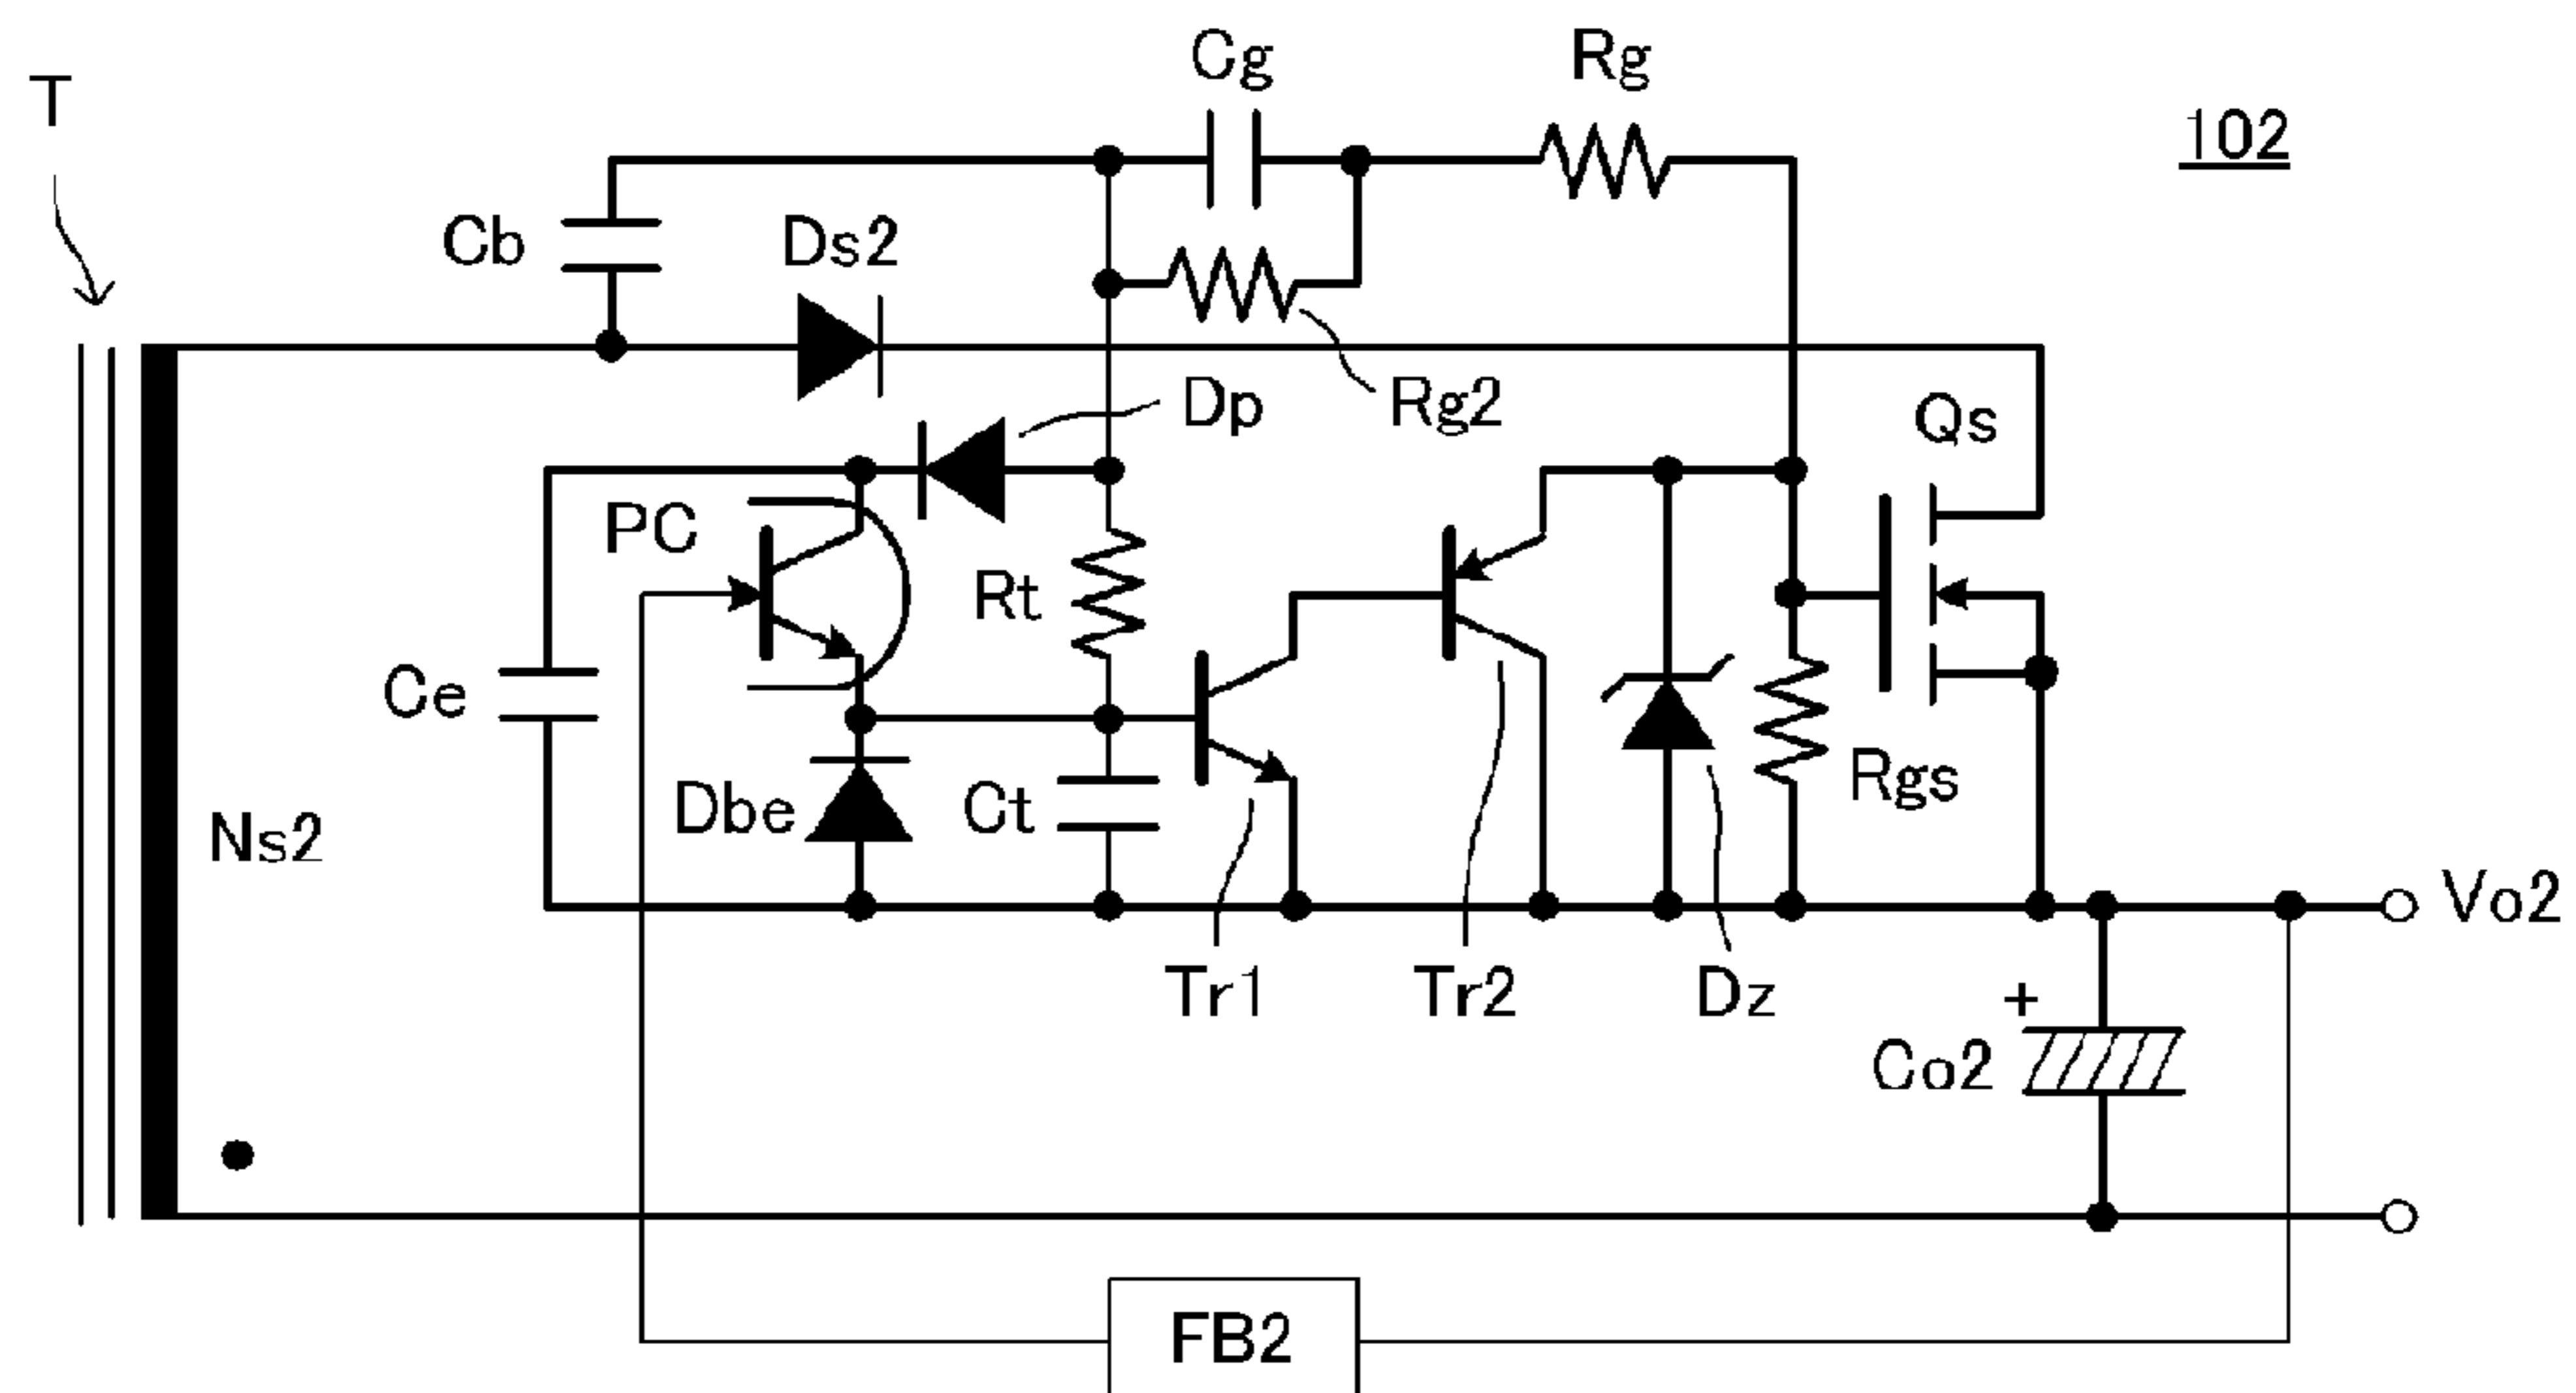 T
Cg
Rg
102
Cb
Ds2
Dp
Rg2
Qs
PC
Rt
Ce
Rgs
Dbe
Ct
Ns2
Vo2
Tr1
Tr2
Dz
+
Co2
FB2